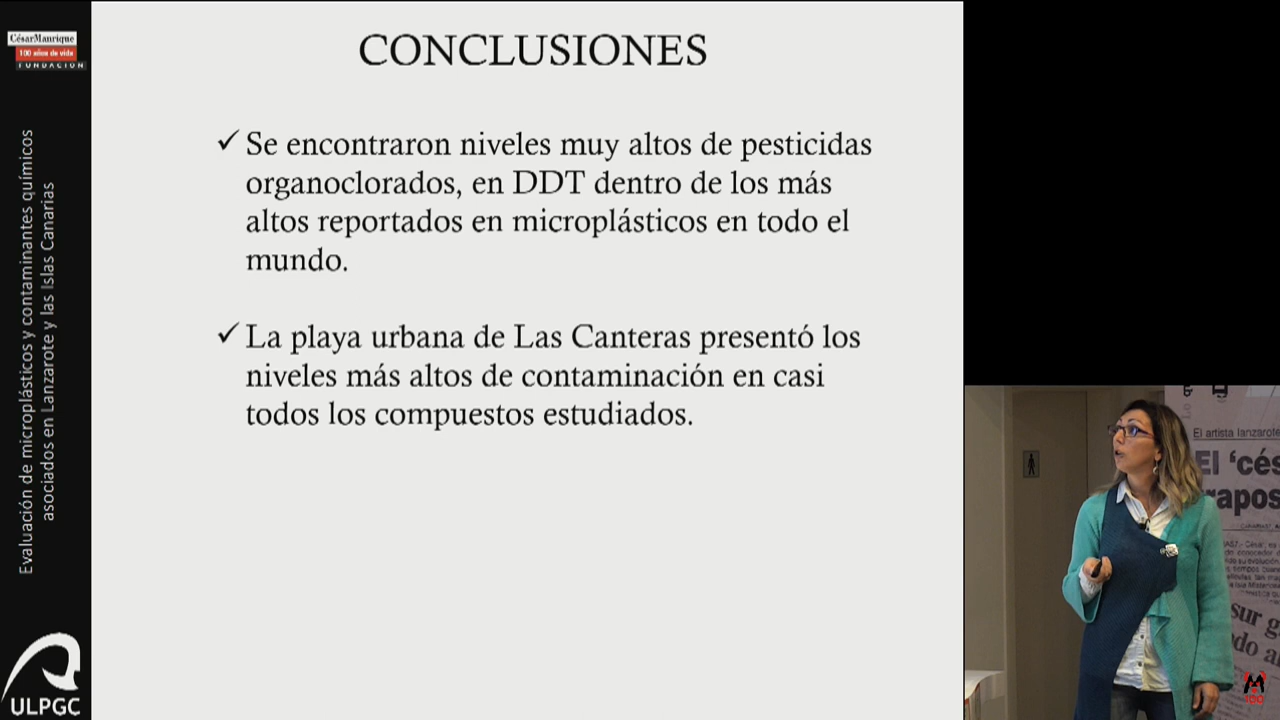 CésarManrique
100 años de vida
FUNDACIÓN
Evaluación de microplásticos y contaminantes químicos
asociados en Lanzarote y las Islas Canarias
ULPGC
CONCLUSIONES
✓ Se encontraron niveles muy altos de pesticidas
organoclorados, en DDT dentro de los más
altos reportados en microplásticos en todo el
mundo.
✓ La playa urbana de Las Canteras presentó los
niveles más altos de contaminación en casi
todos los compuestos estudiados.
El artista lanzarote
El ‘cés
rapos
sur g
do a
100